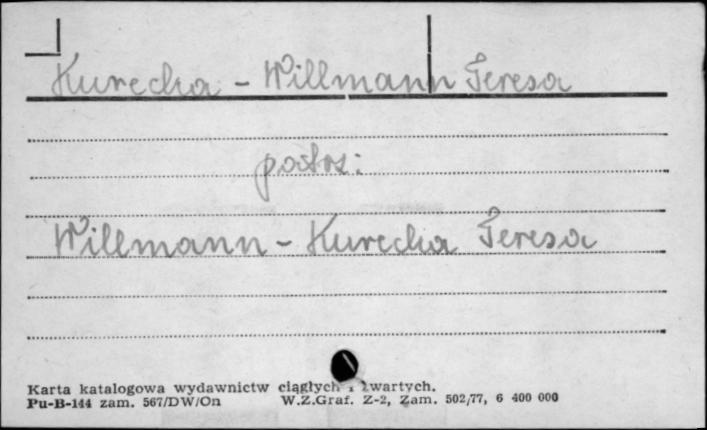 Kurecka - Willmann Teresa
patrz:
Willmann - Kurecka Teresa
Karta katalogowa wydawnictw ciągłych i zwartych.
Pu-B-144 zam. 567/DW/On W.Z.Graf. Z-2, Zam. 502/77, 6 400 000